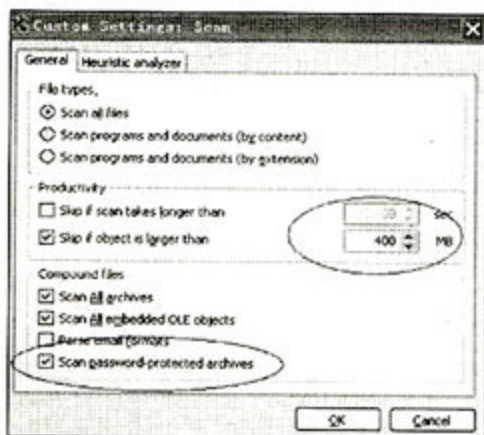 Custom Settings: Scan
General
Heuristic analyzer
File types
Scan all files
Scan programs and documents (by content)
Scan programs and documents (by extension)
Productivity
Skip if scan takes longer than
30 sec
Skip if object is larger than
400 MB
Compound files
Scan All archives
Scan All embedded OLE objects
Parse email formats
Scan password-protected archives
OK
Cancel